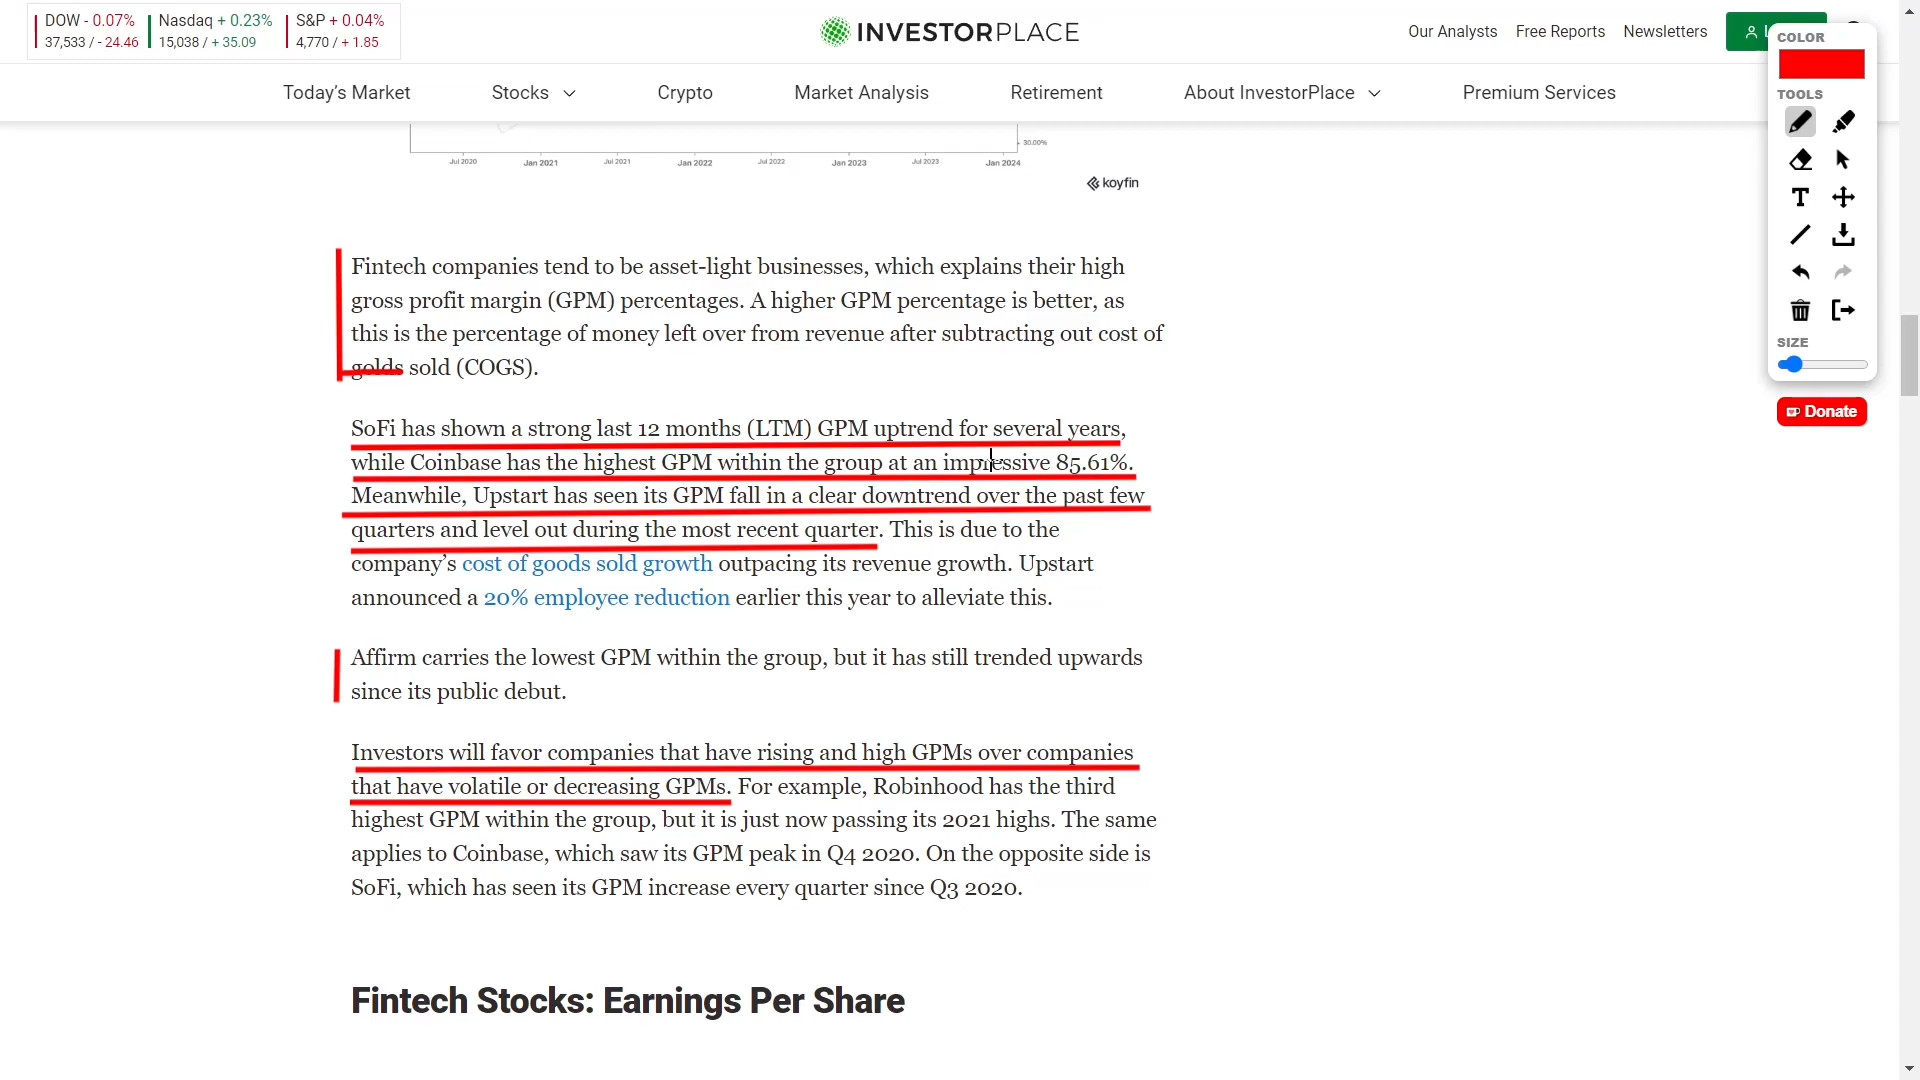 DOW - 0.07%
37,533 / - 24.46
Nasdaq + 0.23%
15,038 / + 35.09
S&P + 0.04%
4,770 / + 1.85
INVESTORPLACE
Our Analysts
Free Reports
Newsletters
Today’s Market
Stocks
Crypto
Market Analysis
Retirement
About InvestorPlace
Premium Services
COLOR
TOOLS
SIZE
Donate
30.00%
Jul 2020
Jan 2021
Jul 2021
Jan 2022
Jul 2022
Jan 2023
Jul 2023
Jan 2024
koyfin
Fintech companies tend to be asset-light businesses, which explains their high
gross profit margin (GPM) percentages. A higher GPM percentage is better, as
this is the percentage of money left over from revenue after subtracting out cost of
golds sold (COGS).
SoFi has shown a strong last 12 months (LTM) GPM uptrend for several years,
while Coinbase has the highest GPM within the group at an impressive 85.61%.
Meanwhile, Upstart has seen its GPM fall in a clear downtrend over the past few
quarters and level out during the most recent quarter. This is due to the
company’s cost of goods sold growth outpacing its revenue growth. Upstart
announced a 20% employee reduction earlier this year to alleviate this.
Affirm carries the lowest GPM within the group, but it has still trended upwards
since its public debut.
Investors will favor companies that have rising and high GPMs over companies
that have volatile or decreasing GPMs. For example, Robinhood has the third
highest GPM within the group, but it is just now passing its 2021 highs. The same
applies to Coinbase, which saw its GPM peak in Q4 2020. On the opposite side is
SoFi, which has seen its GPM increase every quarter since Q3 2020.
Fintech Stocks: Earnings Per Share